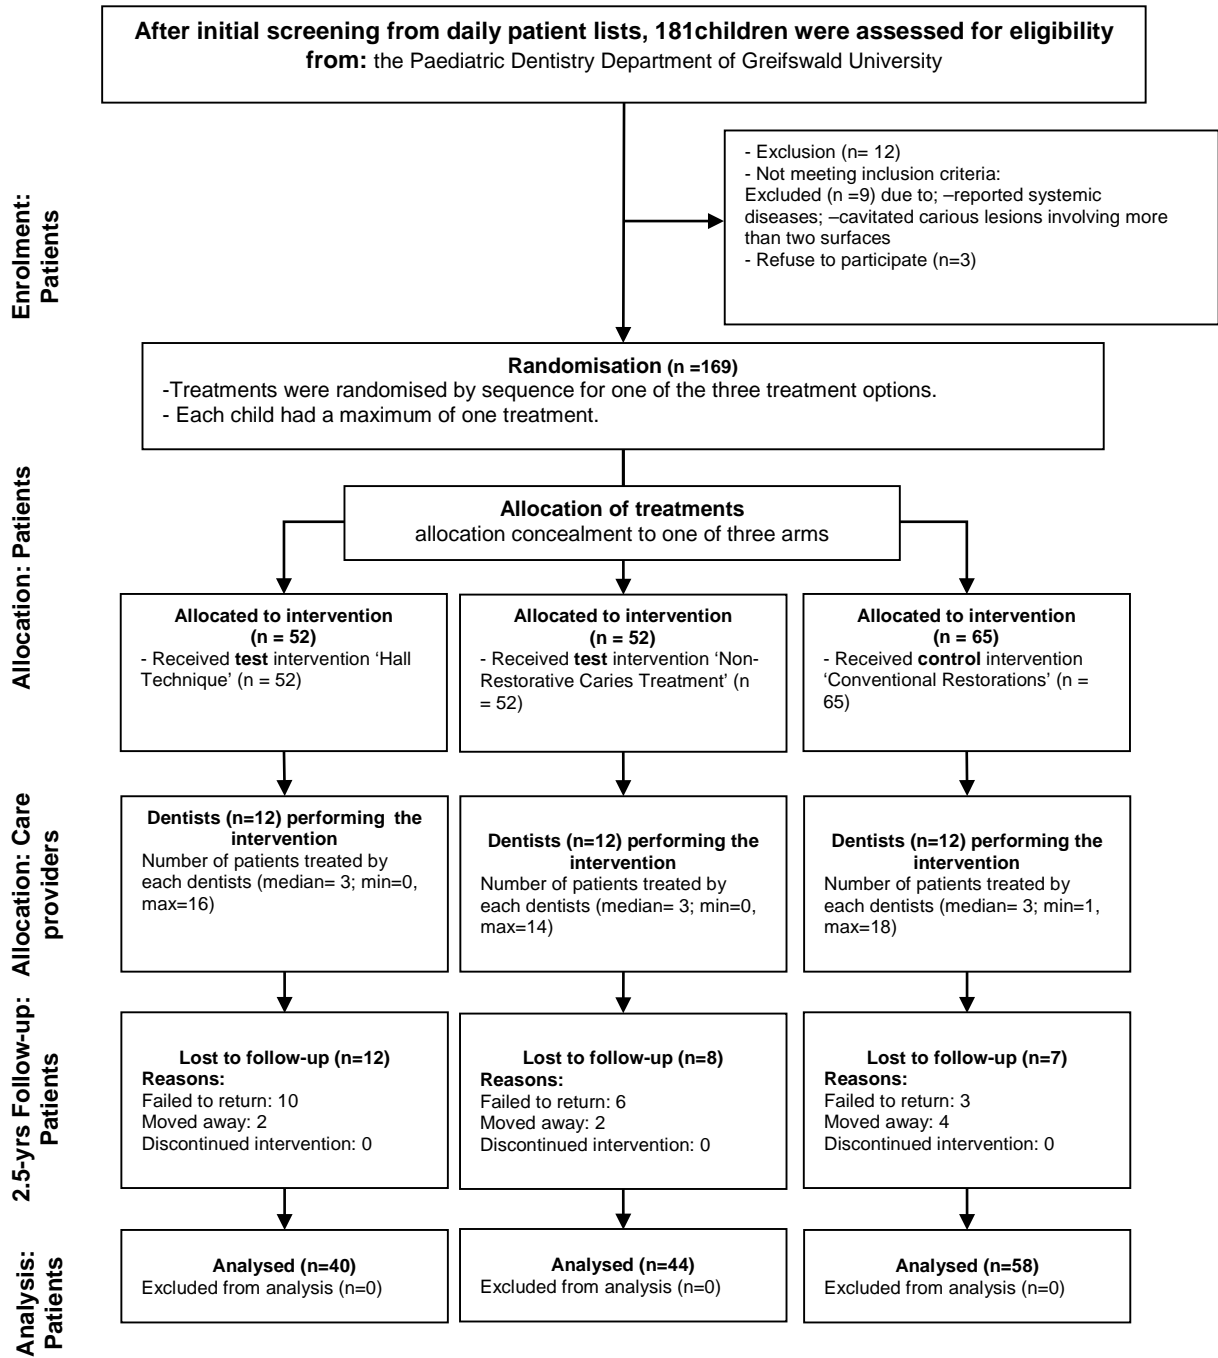 After initial screening from daily patient lists, 181children were assessed for eligibility
from: the Paediatric Dentistry Department of Greifswald University
Enrolment:
Patients
- Exclusion (n= 12)
- Not meeting inclusion criteria:
Excluded (n =9) due to; –reported systemic
diseases; –cavitated carious lesions involving more
than two surfaces
- Refuse to participate (n=3)
Randomisation (n =169)
-Treatments were randomised by sequence for one of the three treatment options.
- Each child had a maximum of one treatment.
Allocation: Patients
Allocation of treatments
allocation concealment to one of three arms
Allocated to intervention
(n = 52)
- Received test intervention ‘Hall
Technique’ (n = 52)
Allocated to intervention
(n = 52)
- Received test intervention ‘Non-
Restorative Caries Treatment’ (n
= 52)
Allocated to intervention
(n = 65)
- Received control intervention
‘Conventional Restorations’ (n =
65)
Allocation: Care
providers
Dentists (n=12) performing the
intervention
Number of patients treated by
each dentists (median= 3; min=0,
max=16)
Dentists (n=12) performing the
intervention
Number of patients treated by
each dentists (median= 3; min=0,
max=14)
Dentists (n=12) performing the
intervention
Number of patients treated by
each dentists (median= 3; min=1,
max=18)
2.5-yrs Follow-up:
Patients
Lost to follow-up (n=12)
Reasons:
Failed to return: 10
Moved away: 2
Discontinued intervention: 0
Lost to follow-up (n=8)
Reasons:
Failed to return: 6
Moved away: 2
Discontinued intervention: 0
Lost to follow-up (n=7)
Reasons:
Failed to return: 3
Moved away: 4
Discontinued intervention: 0
Analysis:
Patients
Analysed (n=40)
Excluded from analysis (n=0)
Analysed (n=44)
Excluded from analysis (n=0)
Analysed (n=58)
Excluded from analysis (n=0)